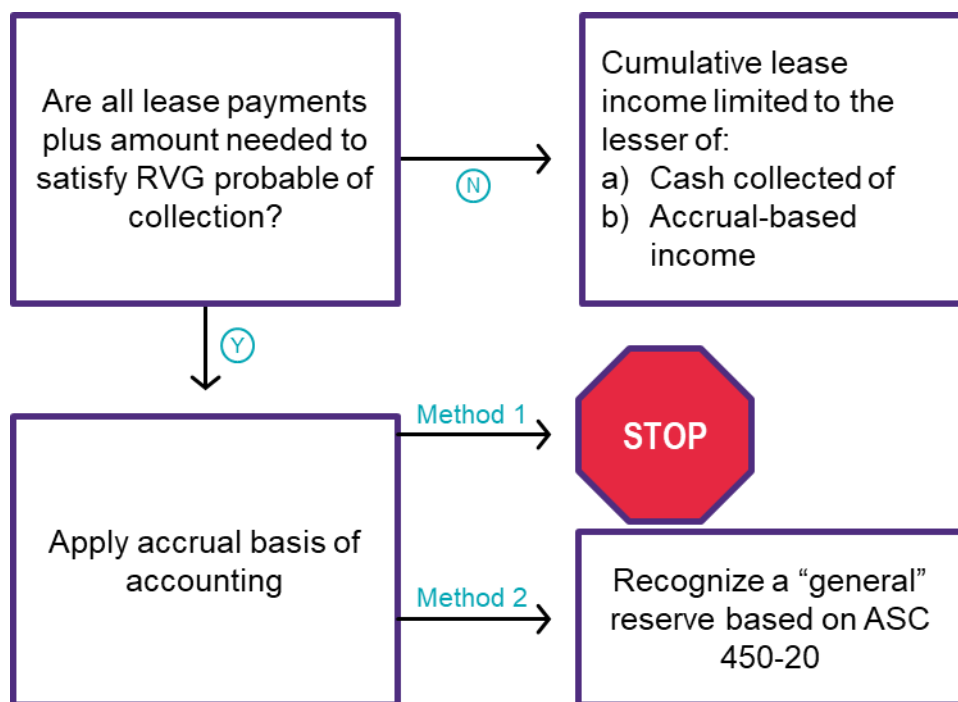 Are all lease payments
plus amount needed to
satisfy RVG probable of
collection?
N
Cumulative lease
income limited to the
lesser of:
a) Cash collected of
b) Accrual-based
income
Y
Apply accrual basis of
accounting
Method 1
STOP
Method 2
Recognize a “general”
reserve based on ASC
450-20